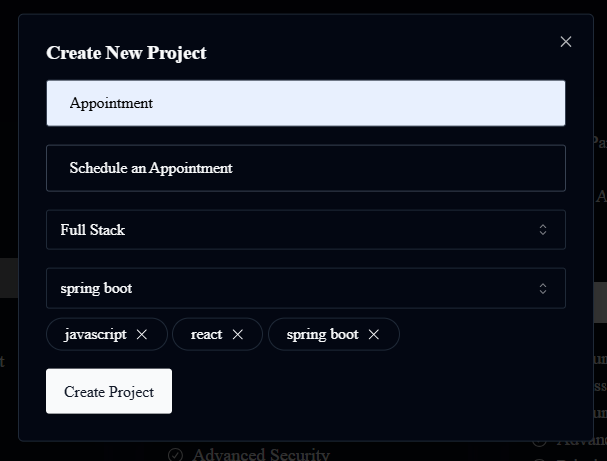 Create New Project
Appointment
Schedule an Appointment
Full Stack
spring boot
javascript
react
spring boot
Create Project
Advanced Security